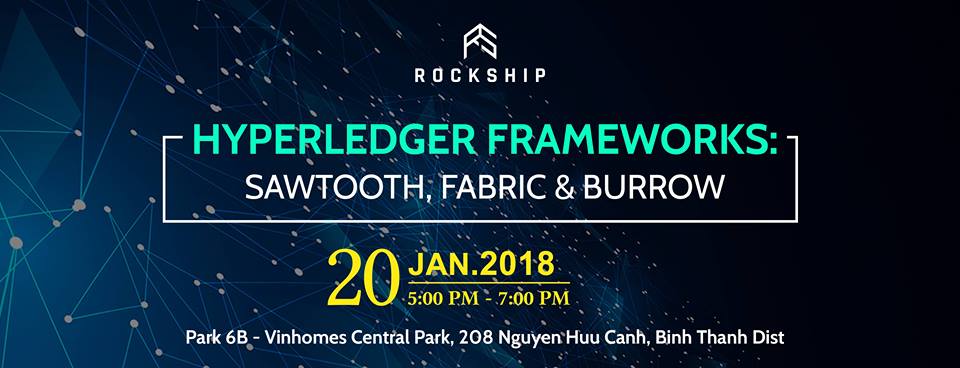 ROCKSHIP
HYPERLEDGER FRAMEWORKS:
SAWTOOTH, FABRIC & BURROW
20 JAN.2018
5:00 PM - 7:00 PM
Park 6B - Vinhomes Central Park, 208 Nguyen Huu Canh, Binh Thanh Dist